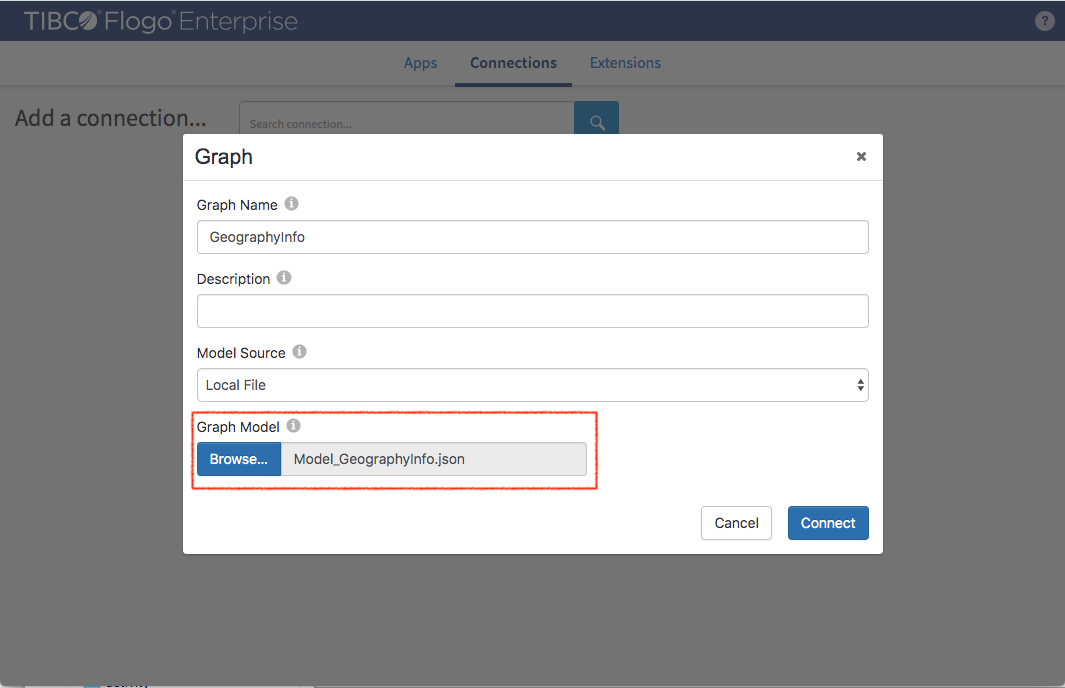 TIBCO Flogo® Enterprise
?
Apps Connections Extensions
Add a connection...
Search connection...
Graph
Graph Name
GeographyInfo
Description
Model Source
Local File
Graph Model
Browse... Model_GeographyInfo.json
Cancel Connect